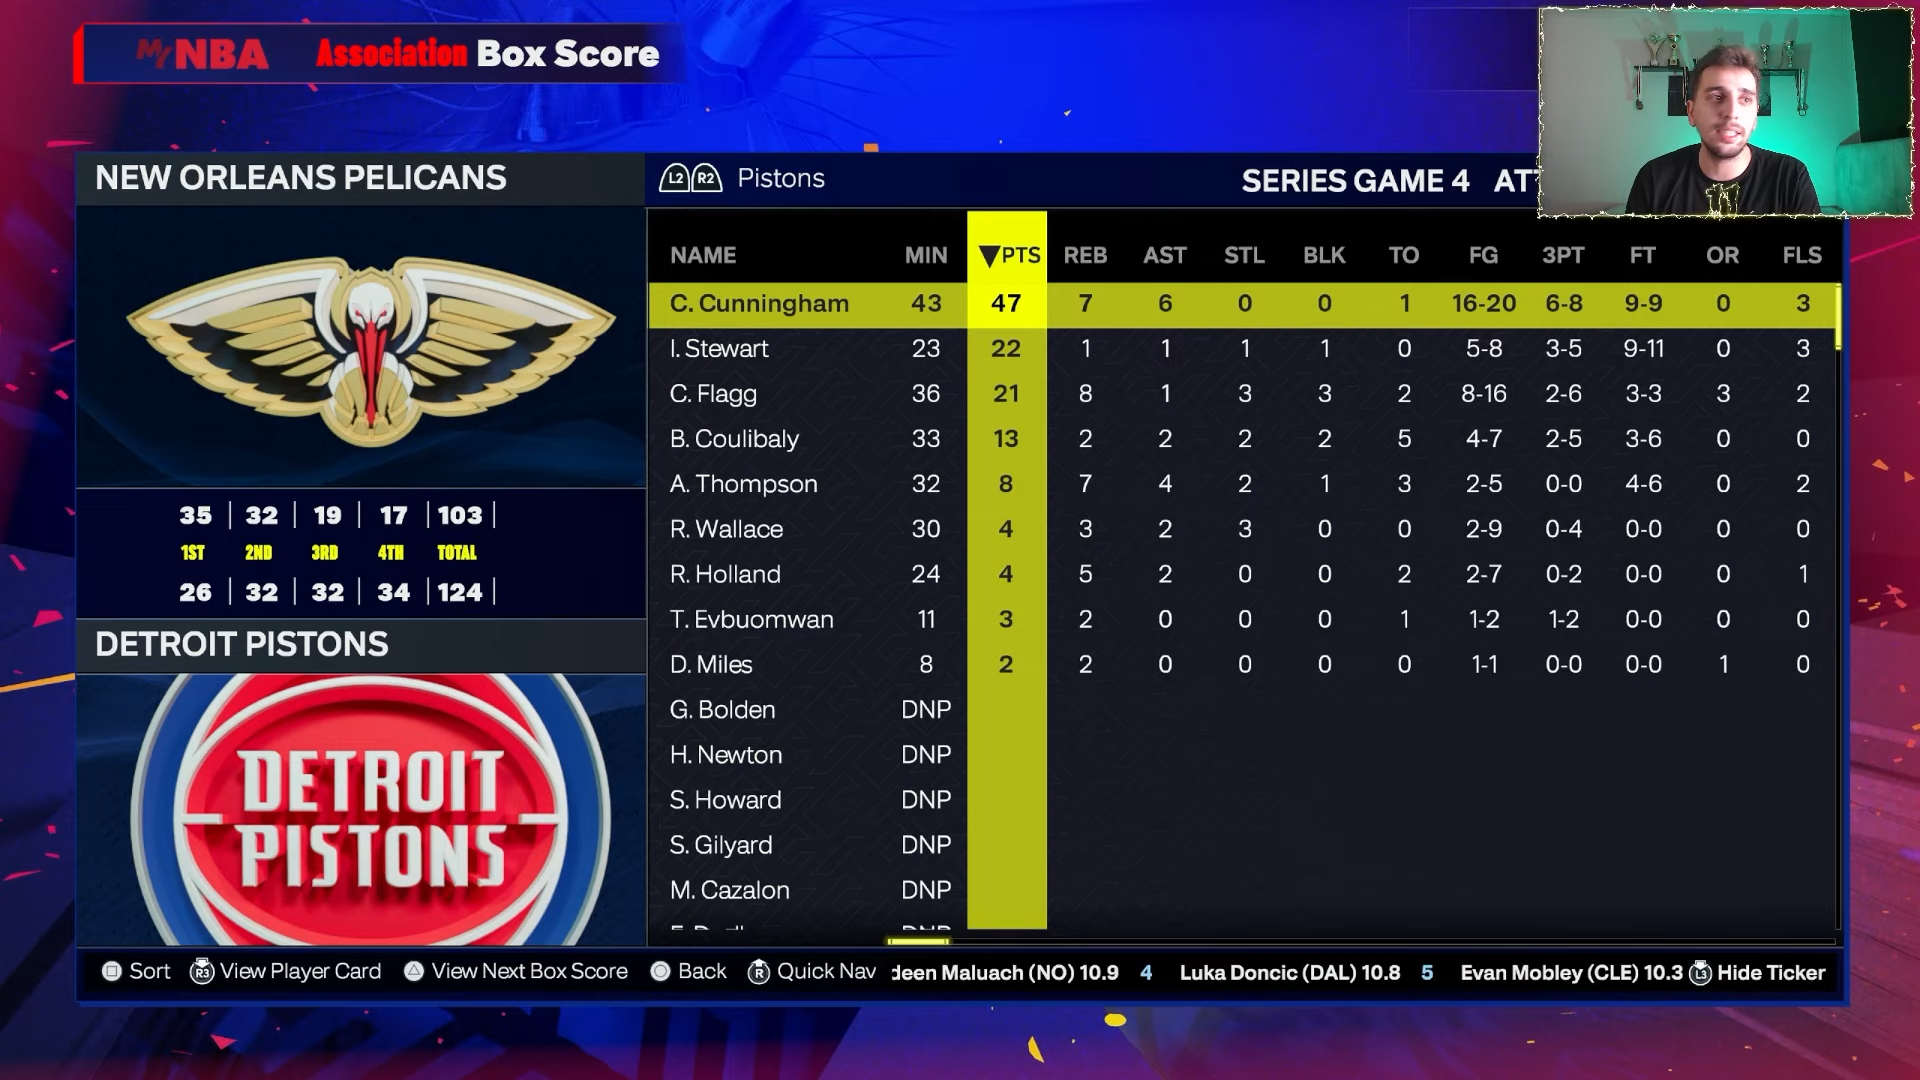 MyNBA Association Box Score
NEW ORLEANS PELICANS
35 | 32 | 19 | 17 | 103 |
1ST 2ND 3RD 4TH TOTAL
26 | 32 | 32 | 34 | 124 |
DETROIT PISTONS
DETROIT
PISTONS
L2 R2 Pistons SERIES GAME 4
NAME MIN ▼PTS REB AST STL BLK TO FG 3PT FT OR FLS
C. Cunningham 43 47 7 6 0 0 1 16-20 6-8 9-9 0 3
I. Stewart 23 22 1 1 1 1 0 5-8 3-5 9-11 0 3
C. Flagg 36 21 8 1 3 3 2 8-16 2-6 3-3 3 2
B. Coulibaly 33 13 2 2 2 2 5 4-7 2-5 3-6 0 0
A. Thompson 32 8 7 4 2 1 3 2-5 0-0 4-6 0 2
R. Wallace 30 4 3 2 3 0 0 2-9 0-4 0-0 0 0
R. Holland 24 4 5 2 0 0 2 2-7 0-2 0-0 0 1
T. Evbuomwan 11 3 2 0 0 0 1 1-2 1-2 0-0 0 0
D. Miles 8 2 2 0 0 0 0 1-1 0-0 0-0 1 0
G. Bolden DNP
H. Newton DNP
S. Howard DNP
S. Gilyard DNP
M. Cazalon DNP
Sort R3 View Player Card View Next Box Score Back R Quick Nav deen Maluach (NO) 10.9 4 Luka Doncic (DAL) 10.8 5 Evan Mobley (CLE) 10.3 L3 Hide Ticker